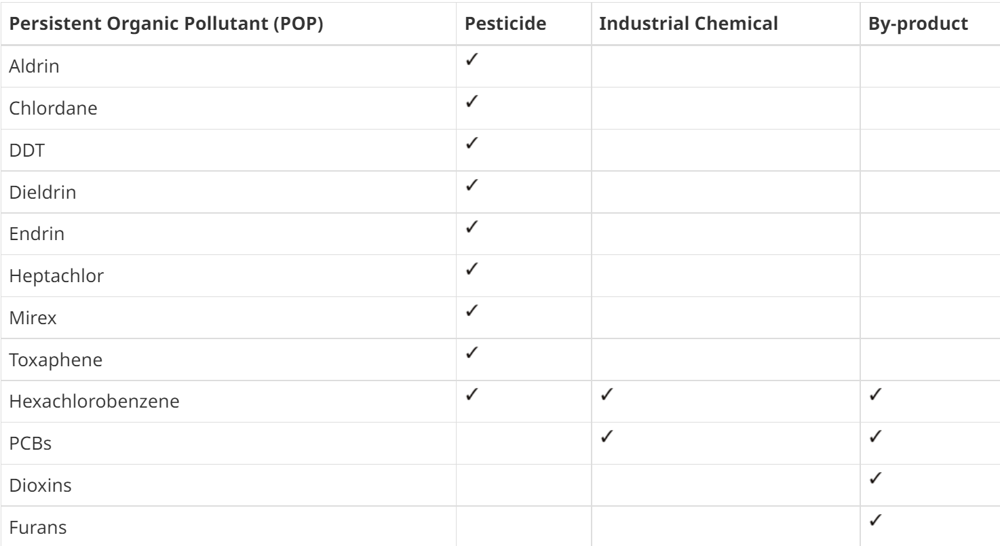 Persistent Organic Pollutant (POP) Pesticide Industrial Chemical By-product
Aldrin ✓
Chlordane ✓
DDT ✓
Dieldrin ✓
Endrin ✓
Heptachlor ✓
Mirex ✓
Toxaphene ✓
Hexachlorobenzene ✓ ✓ ✓
PCBs ✓ ✓
Dioxins ✓
Furans ✓